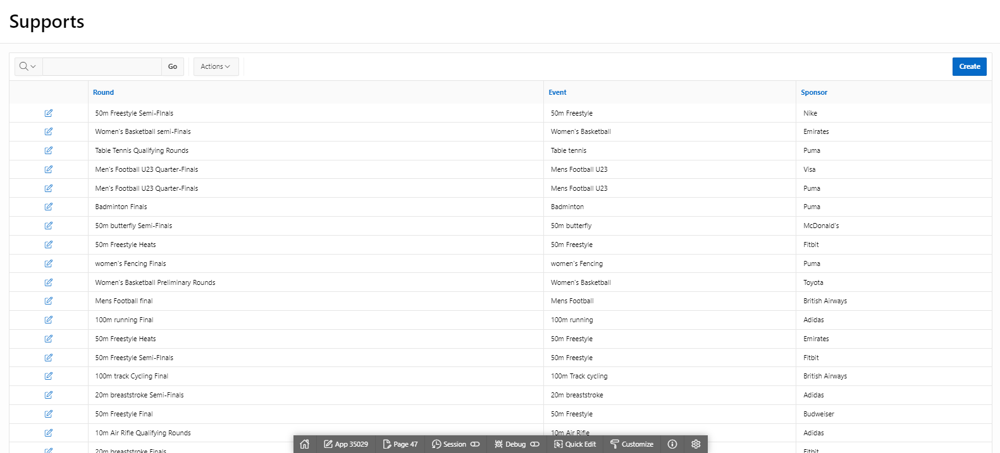 Supports
Go Actions Create
Round Event Sponsor
50m Freestyle Semi-FInals 50m Freestyle Nike
Women's Basketball semi-Finals Women's Basketball Emirates
Table Tennis Qualifying Rounds Table tennis Puma
Men's Football U23 Quarter-Finals Mens Football U23 Visa
Men's Football U23 Quarter-Finals Mens Football U23 Puma
Badminton Finals Badminton Puma
50m butterfly Semi-Finals 50m butterfly McDonald's
50m Freestyle Heats 50m Freestyle Fitbit
women's Fencing Finals women's Fencing Puma
Women's Basketball Preliminary Rounds Women's Basketball Toyota
Mens Football final Mens Football British Airways
100m running Final 100m running Adidas
50m Freestyle Heats 50m Freestyle Emirates
50m Freestyle Semi-FInals 50m Freestyle Fitbit
100m track Cycling Final 100m Track cycling British Airways
20m breaststroke Semi-Finals 20m breaststroke Adidas
50m Freestyle Final 50m Freestyle Budweiser
10m Air Rifle Qualifying Rounds 10m Air Rifle Adidas
App 35029 Page 47 Session Debug Quick Edit Customize
20m breaststroke Finals Fitbit